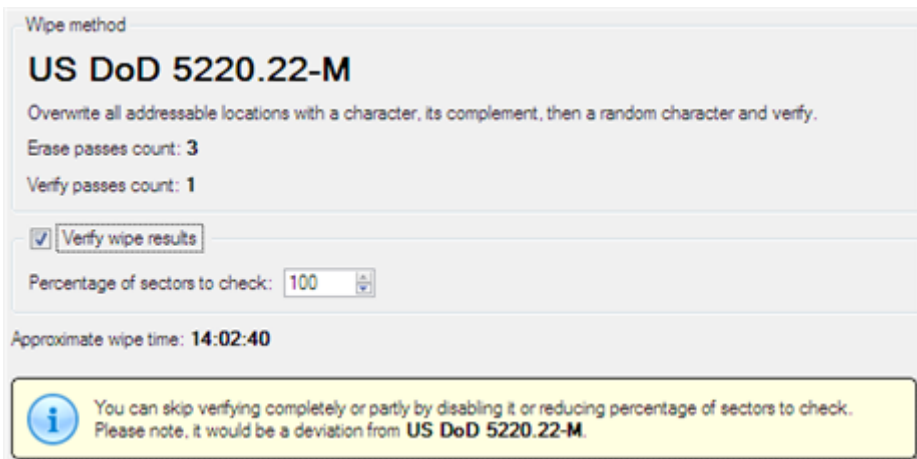 Wipe method
US DoD 5220.22-M
Overwrite all addressable locations with a character, its complement, then a random character and verify.
Erase passes count: 3
Verify passes count: 1
Verify wipe results
Percentage of sectors to check: 100
Approximate wipe time: 14:02:40
You can skip verifying completely or partly by disabling it or reducing percentage of sectors to check.
Please note, it would be a deviation from US DoD 5220.22-M.